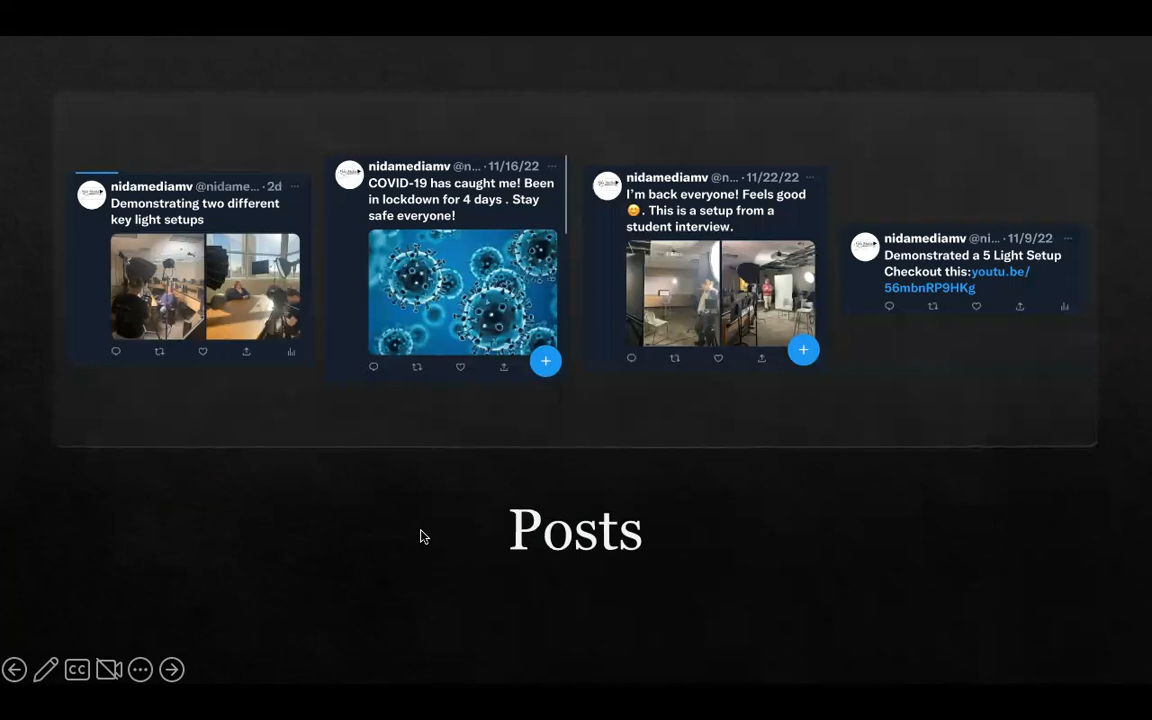 nidamediamv @nidame... · 2d ...
Demonstrating two different
key light setups
nidamediamv @n... · 11/16/22 ...
COVID-19 has caught me! Been
in lockdown for 4 days . Stay
safe everyone!
nidamediamv @n... · 11/22/22 ...
I'm back everyone! Feels good
😊. This is a setup from a
student interview.
nidamediamv @ni... · 11/9/22 ...
Demonstrated a 5 Light Setup
Checkout this:youtu.be/
56mbnRP9HKg
Posts
CC